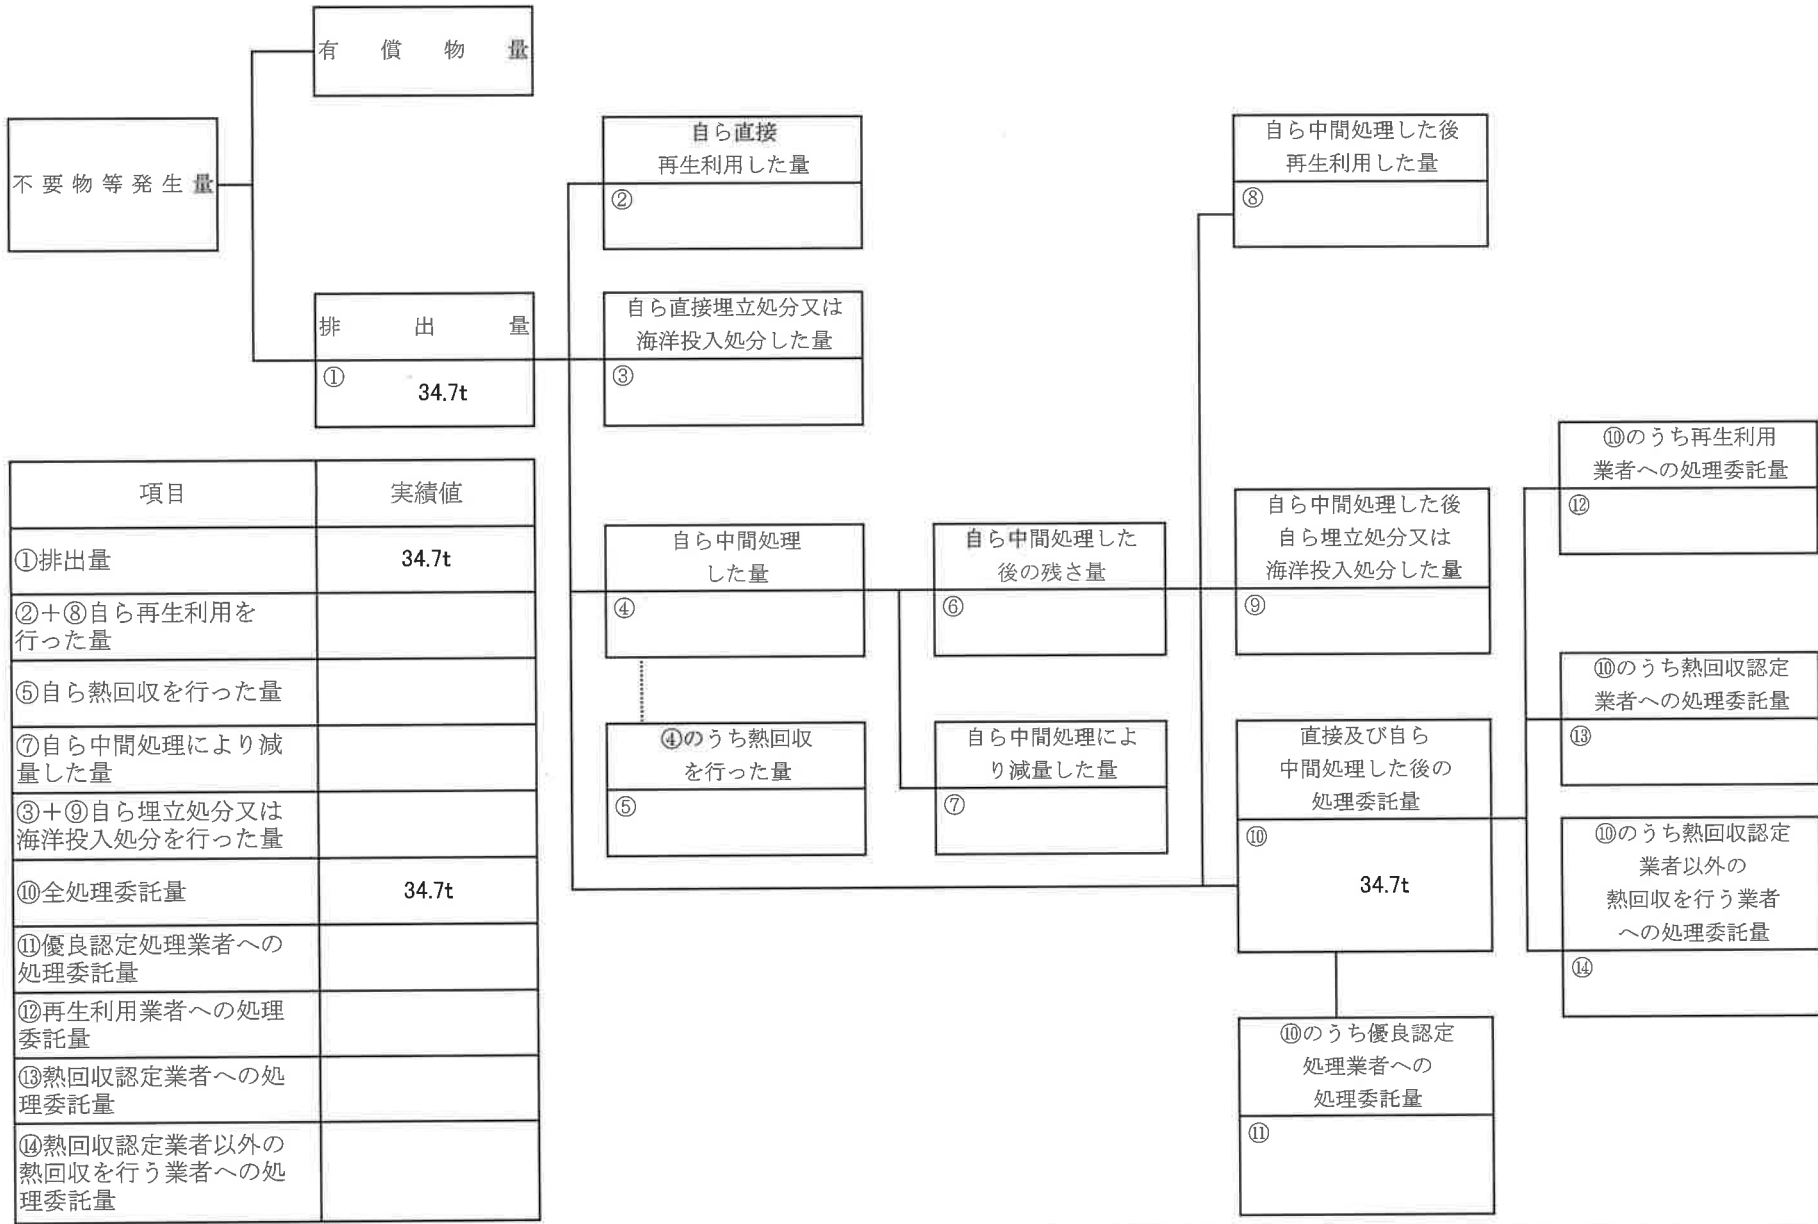 有償物量
不要物等発生量
排出量
①
34.7t
自ら直接
再生利用した量
②
自ら直接埋立処分又は
海洋投入処分した量
③
自ら中間処理
した量
④
④のうち熱回収
を行った量
⑤
自ら中間処理した
後の残さ量
⑥
自ら中間処理によ
り減量した量
⑦
自ら中間処理した後
再生利用した量
⑧
自ら中間処理した後
自ら埋立処分又は
海洋投入処分した量
⑨
直接及び自ら
中間処理した後の
処理委託量
⑩
34.7t
⑩のうち優良認定
処理業者への
処理委託量
⑪
⑩のうち再生利用
業者への処理委託量
⑫
⑩のうち熱回収認定
業者への処理委託量
⑬
⑩のうち熱回収認定
業者以外の
熱回収を行う業者
への処理委託量
⑭
項目 実績値
①排出量 34.7t
②+⑧自ら再生利用を
行った量
⑤自ら熱回収を行った量
⑦自ら中間処理により減
量した量
③+⑨自ら埋立処分又は
海洋投入処分を行った量
⑩全処理委託量 34.7t
⑪優良認定処理業者への
処理委託量
⑫再生利用業者への処理
委託量
⑬熱回収認定業者への処
理委託量
⑭熱回収認定業者以外の
熱回収を行う業者への処
理委託量